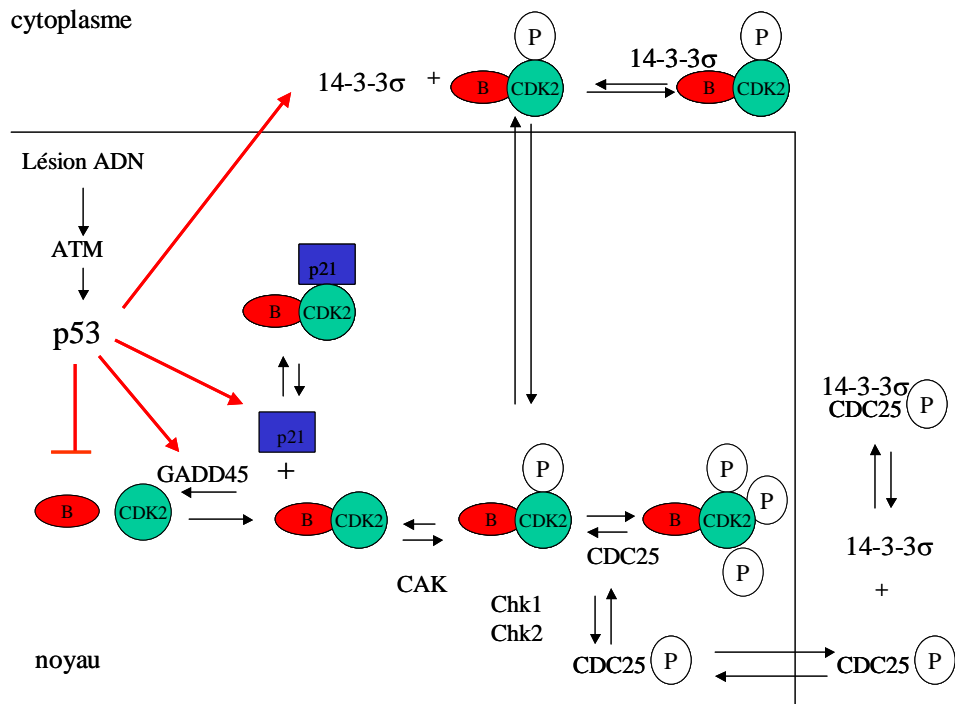 cytoplasme
P
P
14-3-3σ + B CDK2
14-3-3σ
B CDK2
Lésion ADN
ATM
p53
p21
B CDK2
p21
+
GADD45
B CDK2
B CDK2
CAK
P
B CDK2
CDC25
P
P
B CDK2
P
Chk1
Chk2
CDC25 P
noyau
14-3-3σ
CDC25 P
14-3-3σ
+
CDC25 P